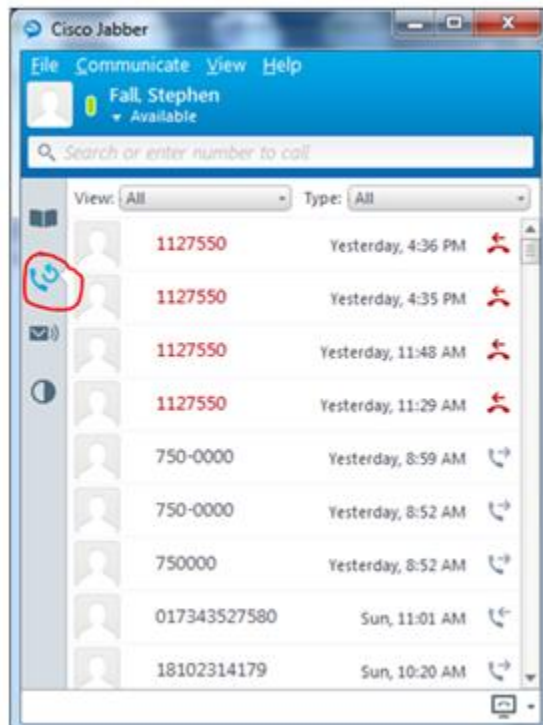 Cisco Jabber
File Communicate View Help
Fall, Stephen
Available
Search or enter number to call
View: All Type: All
1127550 Yesterday, 4:36 PM
1127550 Yesterday, 4:35 PM
1127550 Yesterday, 11:48 AM
1127550 Yesterday, 11:29 AM
750-0000 Yesterday, 8:59 AM
750-0000 Yesterday, 8:52 AM
750000 Yesterday, 8:52 AM
017343527580 Sun, 11:01 AM
18102314179 Sun, 10:20 AM